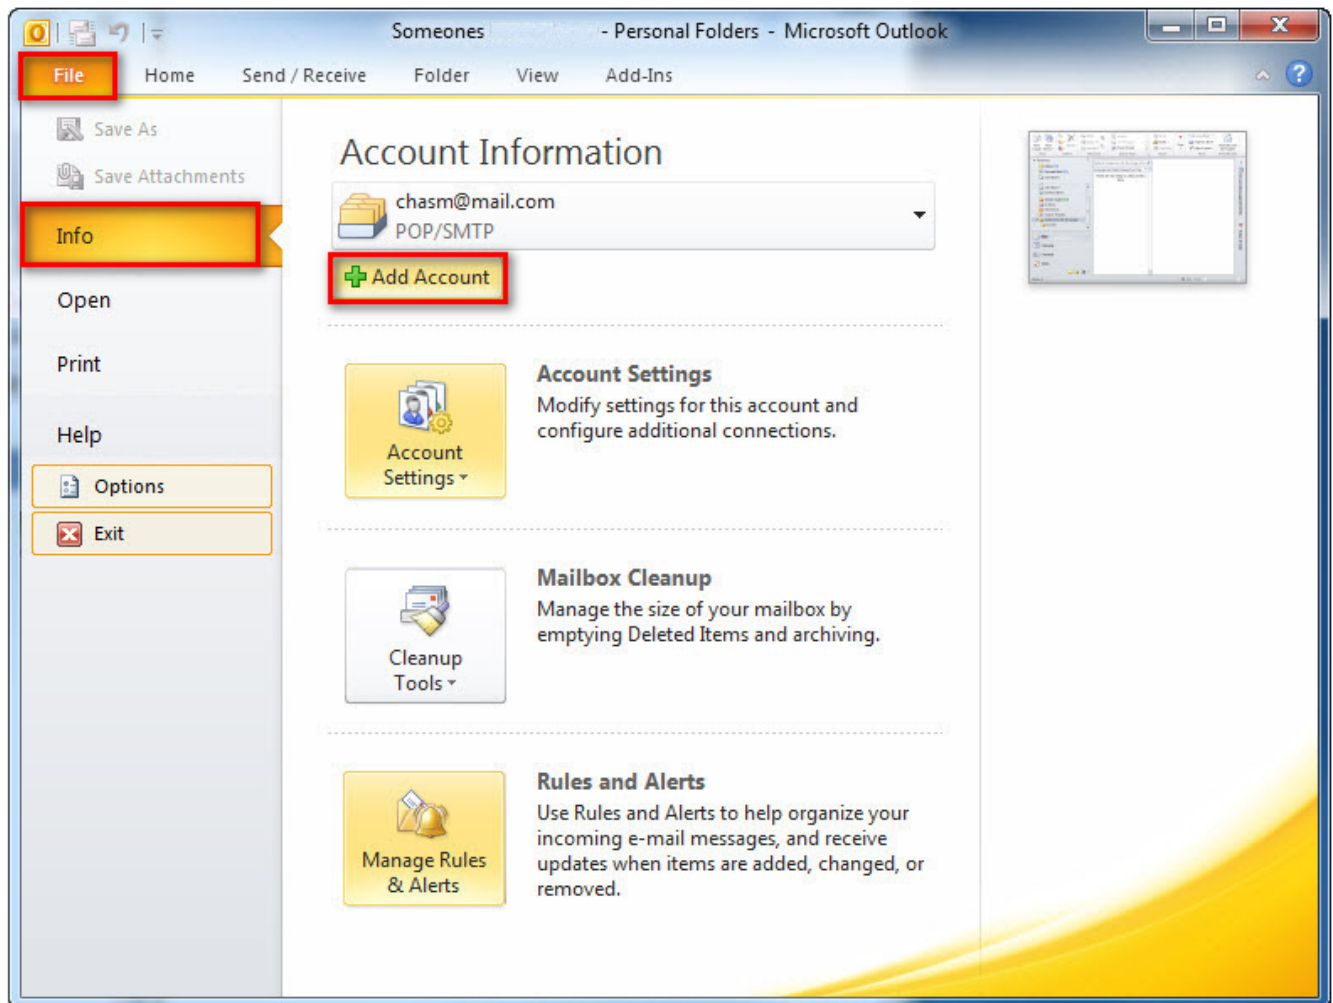 Someones - Personal Folders - Microsoft Outlook
File Home Send / Receive Folder View Add-Ins
Save As
Save Attachments
Info
Open
Print
Help
Options
Exit
Account Information
chasm@mail.com
POP/SMTP
Add Account
Account Settings
Modify settings for this account and
configure additional connections.
Account
Settings
Mailbox Cleanup
Manage the size of your mailbox by
emptying Deleted Items and archiving.
Cleanup
Tools
Rules and Alerts
Use Rules and Alerts to help organize your
incoming e-mail messages, and receive
updates when items are added, changed, or
removed.
Manage Rules
& Alerts